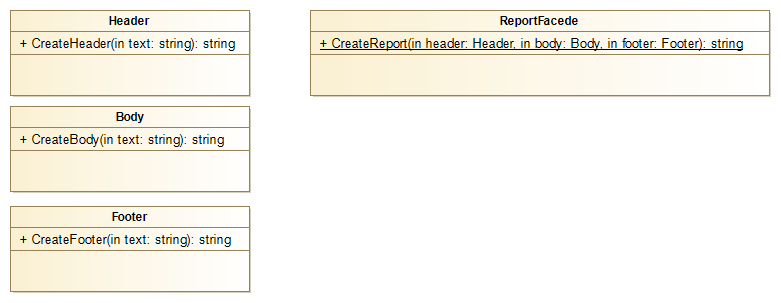 Header
+ CreateHeader(in text: string): string
Body
+ CreateBody(in text: string): string
Footer
+ CreateFooter(in text: string): string
ReportFacede
+ CreateReport(in header: Header, in body: Body, in footer: Footer): string